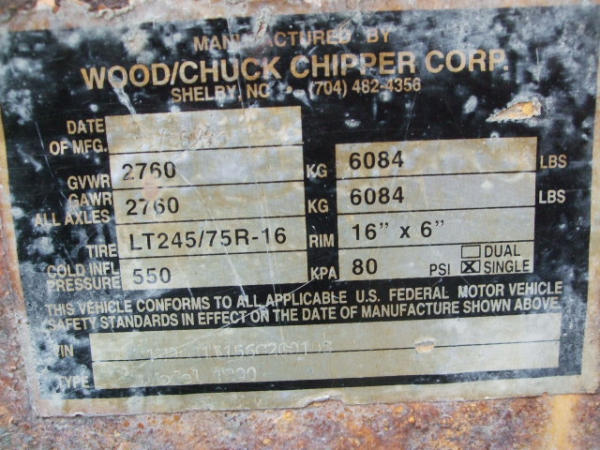 MANUFACTURED BY
WOOD/CHUCK CHIPPER CORP.
SHELBY, NC • (704) 482-4356
DATE OF MFG.
GVWR 2760 KG 6084 LBS
GAWR ALL AXLES 2760 KG 6084 LBS
TIRE LT245/75R-16 RIM 16" x 6"
COLD INFL PRESSURE 550 KPA 80 PSI DUAL SINGLE
THIS VEHICLE CONFORMS TO ALL APPLICABLE U.S. FEDERAL MOTOR VEHICLE
SAFETY STANDARDS IN EFFECT ON THE DATE OF MANUFACTURE SHOWN ABOVE.
VIN
TYPE